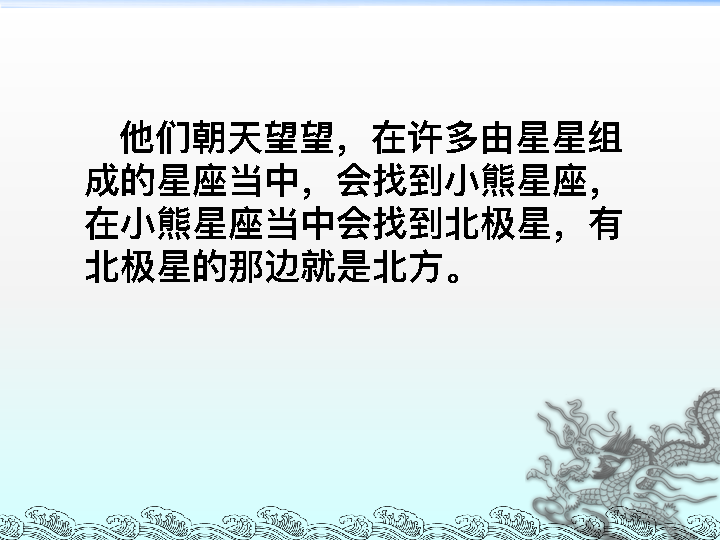 他们朝天望望，在许多由星星组
成的星座当中，会找到小熊星座，
在小熊星座当中会找到北极星，有
北极星的那边就是北方。